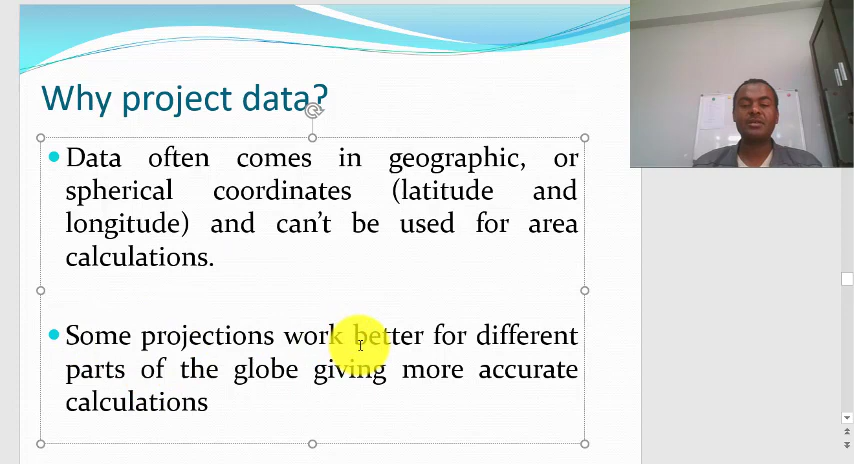 Why project data?
Data often comes in geographic, or
spherical coordinates (latitude and
longitude) and can’t be used for area
calculations.
Some projections work better for different
parts of the globe giving more accurate
calculations